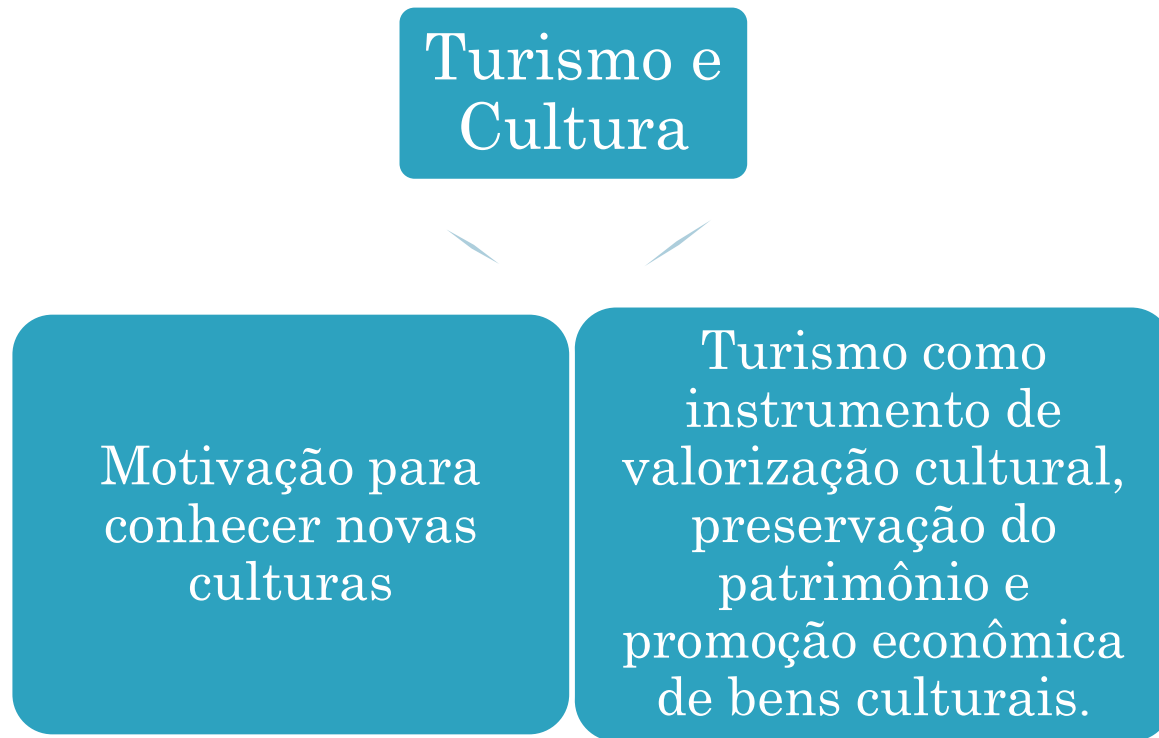 Turismo e
Cultura
Motivação para
conhecer novas
culturas
Turismo como
instrumento de
valorização cultural,
preservação do
patrimônio e
promoção econômica
de bens culturais.